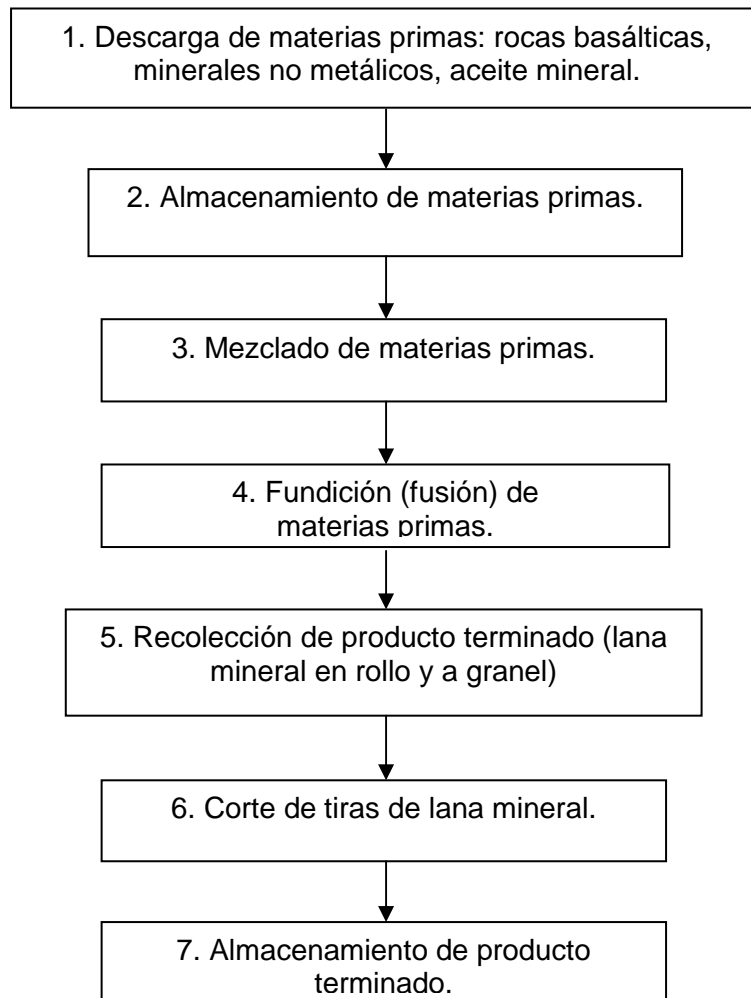 1. Descarga de materias primas: rocas basálticas,
minerales no metálicos, aceite mineral.
2. Almacenamiento de materias primas.
3. Mezclado de materias primas.
4. Fundición (fusión) de
materias primas.
5. Recolección de producto terminado (lana
mineral en rollo y a granel)
6. Corte de tiras de lana mineral.
7. Almacenamiento de producto
terminado.